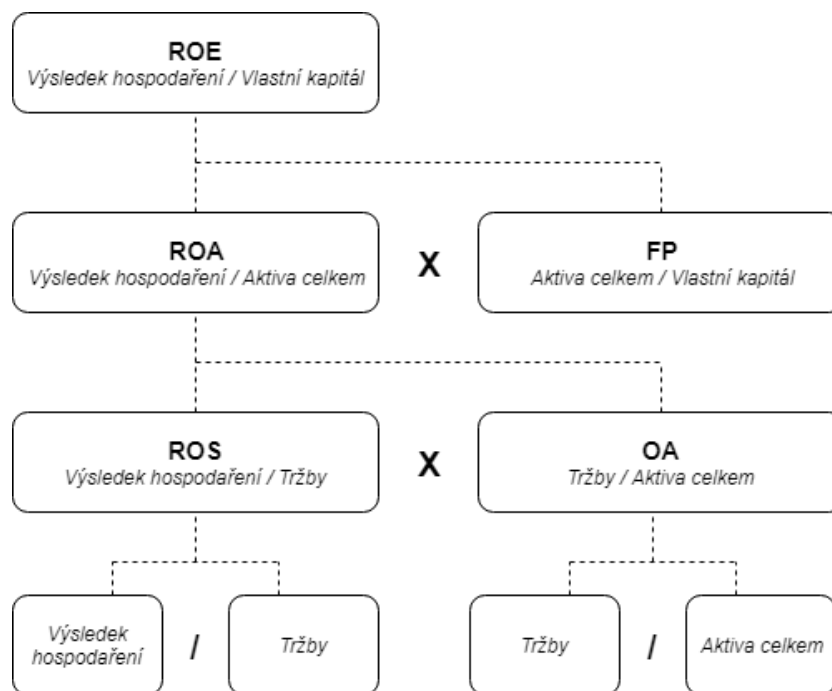 ROE
Výsledek hospodaření / Vlastní kapitál
ROA
Výsledek hospodaření / Aktiva celkem
X
FP
Aktiva celkem / Vlastní kapitál
ROS
Výsledek hospodaření / Tržby
X
OA
Tržby / Aktiva celkem
Výsledek
hospodaření
/
Tržby
Tržby
/
Aktiva celkem